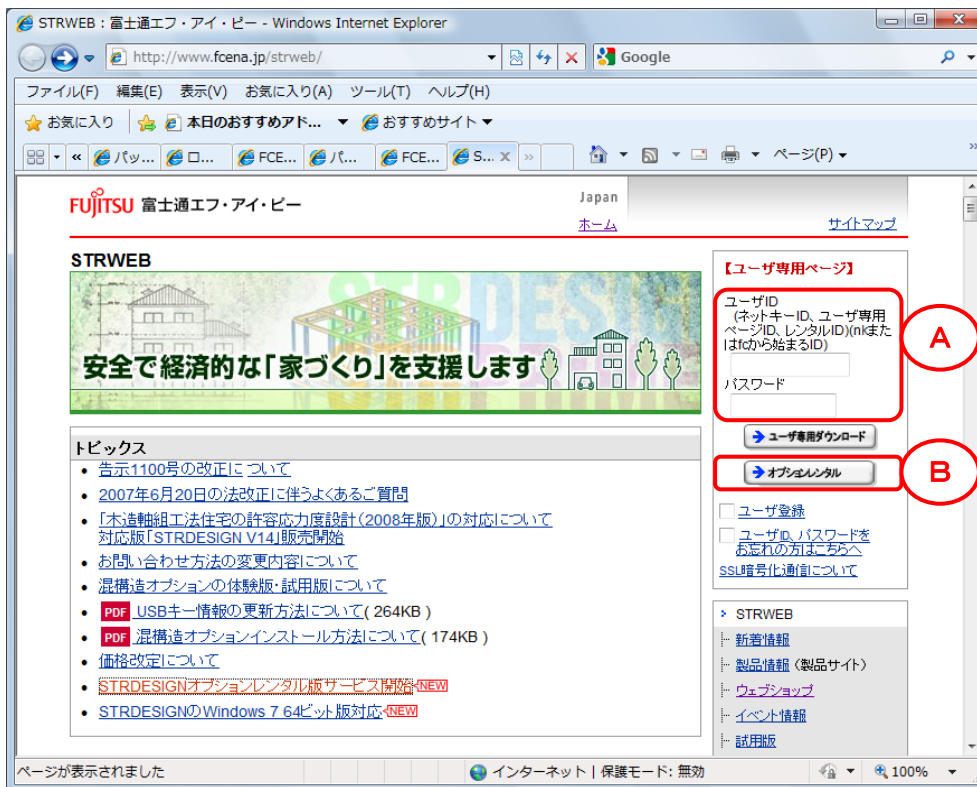 STRWEB：富士通エフ・アイ・ピー - Windows Internet Explorer
http://www.fcena.jp/strweb/
Google
ファイル(F) 編集(E) 表示(V) お気に入り(A) ツール(T) ヘルプ(H)
お気に入り 本日のおすすめアド... おすすめサイト
パッ... ロ... FCE... パ... FCE... S... ページ(P)
FUJITSU 富士通エフ・アイ・ピー
Japan
ホーム
サイトマップ
STRWEB
STRDESIGN
安全で経済的な「家づくり」を支援します
トピックス
• 告示1100号の改正について
• 2007年6月20日の法改正に伴うよくあるご質問
• 「木造軸組工法住宅の許容応力度設計(2008年版)」の対応について
対応版「STRDESIGN V14」販売開始
• お問い合わせ方法の変更内容について
• 混構造オプションの体験版・試用版について
• PDF USBキー情報の更新方法について( 264KB )
• PDF 混構造オプションインストール方法について( 174KB )
• 価格改定について
• STRDESIGNオプションレンタル版サービス開始 NEW
• STRDESIGNのWindows 7 64ビット版対応 NEW
【ユーザ専用ページ】
ユーザID
(ネットキーID、ユーザ専用
ページID、レンタルID)(nkまた
はfcから始まるID)
パスワード
A
ユーザ専用ダウンロード
オプションレンタル
B
ユーザ登録
ユーザID、パスワードを
お忘れの方はこちらへ
SSL暗号化通信について
STRWEB
新着情報
製品情報 (製品サイト)
ウェブショップ
イベント情報
試用版
ページが表示されました
インターネット | 保護モード: 無効
100%